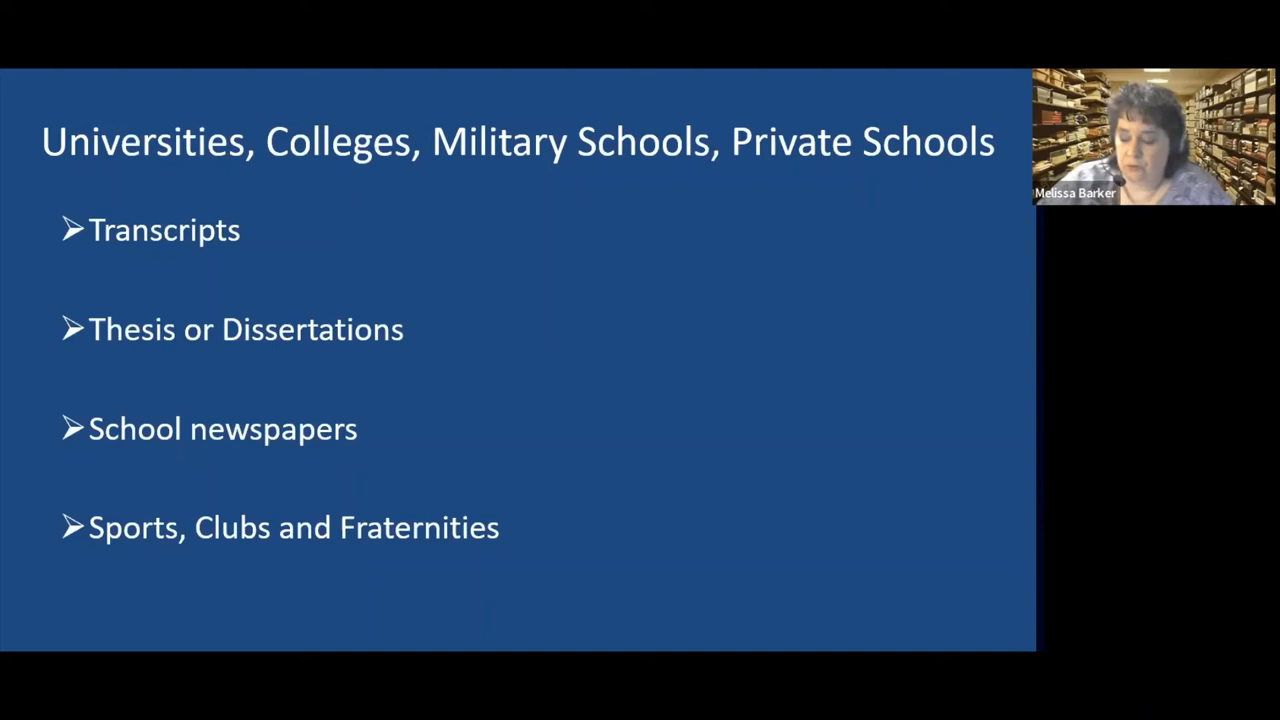 Universities, Colleges, Military Schools, Private Schools
Transcripts
Thesis or Dissertations
School newspapers
Sports, Clubs and Fraternities
Melissa Barker